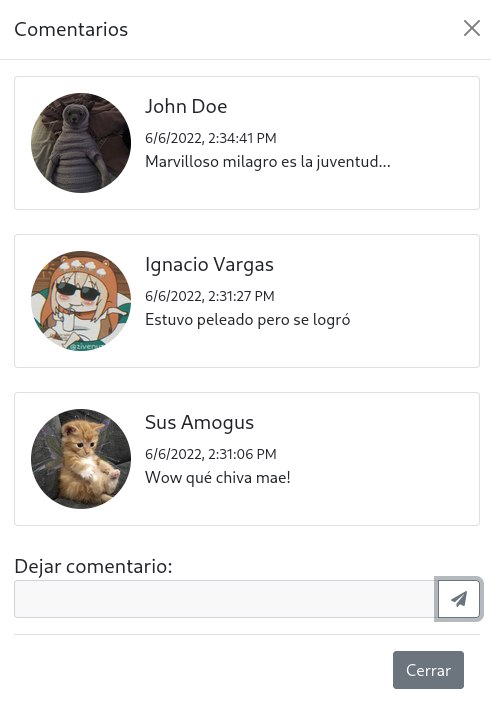 Comentarios
John Doe
6/6/2022, 2:34:41 PM
Marvilloso milagro es la juventud...
Ignacio Vargas
6/6/2022, 2:31:27 PM
Estuvo peleado pero se logró
Sus Amogus
6/6/2022, 2:31:06 PM
Wow qué chiva mae!
Dejar comentario:
Cerrar